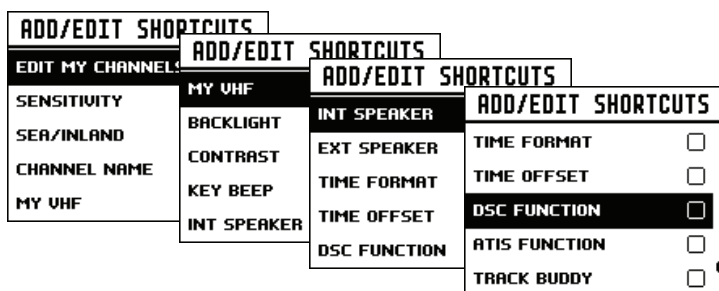 ADD/EDIT SHORTCUTS
EDIT MY CHANNELS
SENSITIVITY
SEA/INLAND
CHANNEL NAME
MY VHF
ADD/EDIT SHORTCUTS
MY VHF
BACKLIGHT
CONTRAST
KEY BEEP
INT SPEAKER
ADD/EDIT SHORTCUTS
INT SPEAKER
EXT SPEAKER
TIME FORMAT
TIME OFFSET
DSC FUNCTION
ADD/EDIT SHORTCUTS
TIME FORMAT
TIME OFFSET
DSC FUNCTION
ATIS FUNCTION
TRACK BUDDY